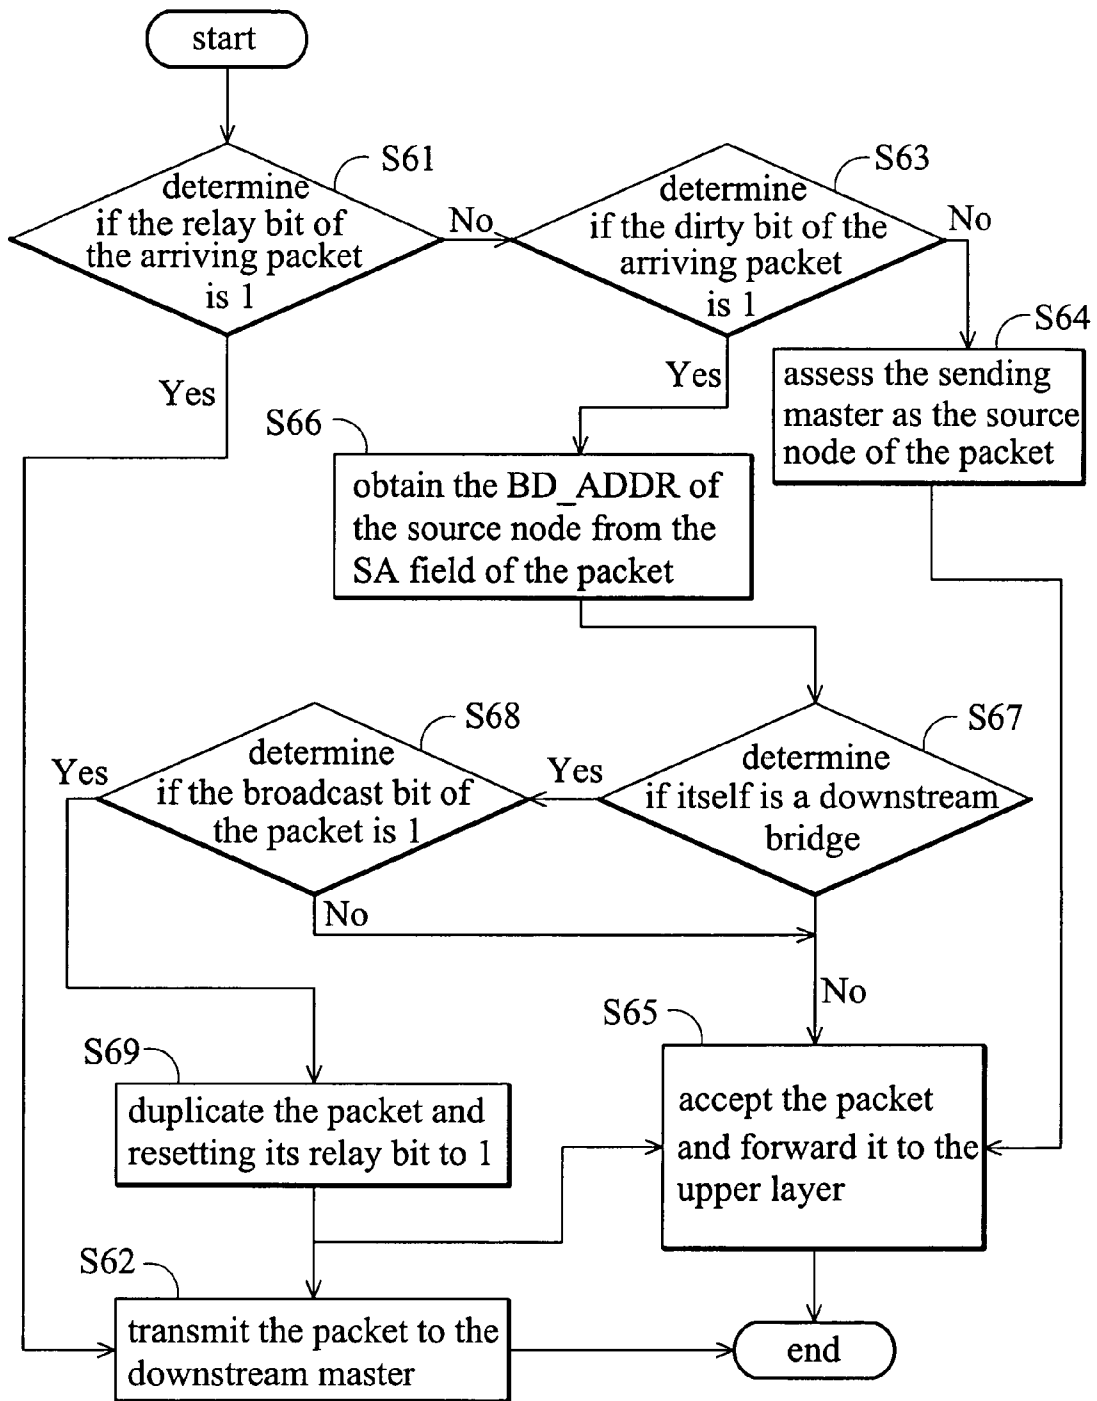 start
S61
determine
if the relay bit of
the arriving packet
is 1
No
Yes
S63
determine
if the dirty bit of the
arriving packet
is 1
No
Yes
S64
assess the sending
master as the source
node of the packet
S66
obtain the BD_ADDR of
the source node from the
SA field of the packet
S67
determine
if itself is a downstream
bridge
Yes
No
S68
determine
if the broadcast bit of
the packet is 1
Yes
No
S69
duplicate the packet and
resetting its relay bit to 1
S65
accept the packet
and forward it to the
upper layer
S62
transmit the packet to the
downstream master
end